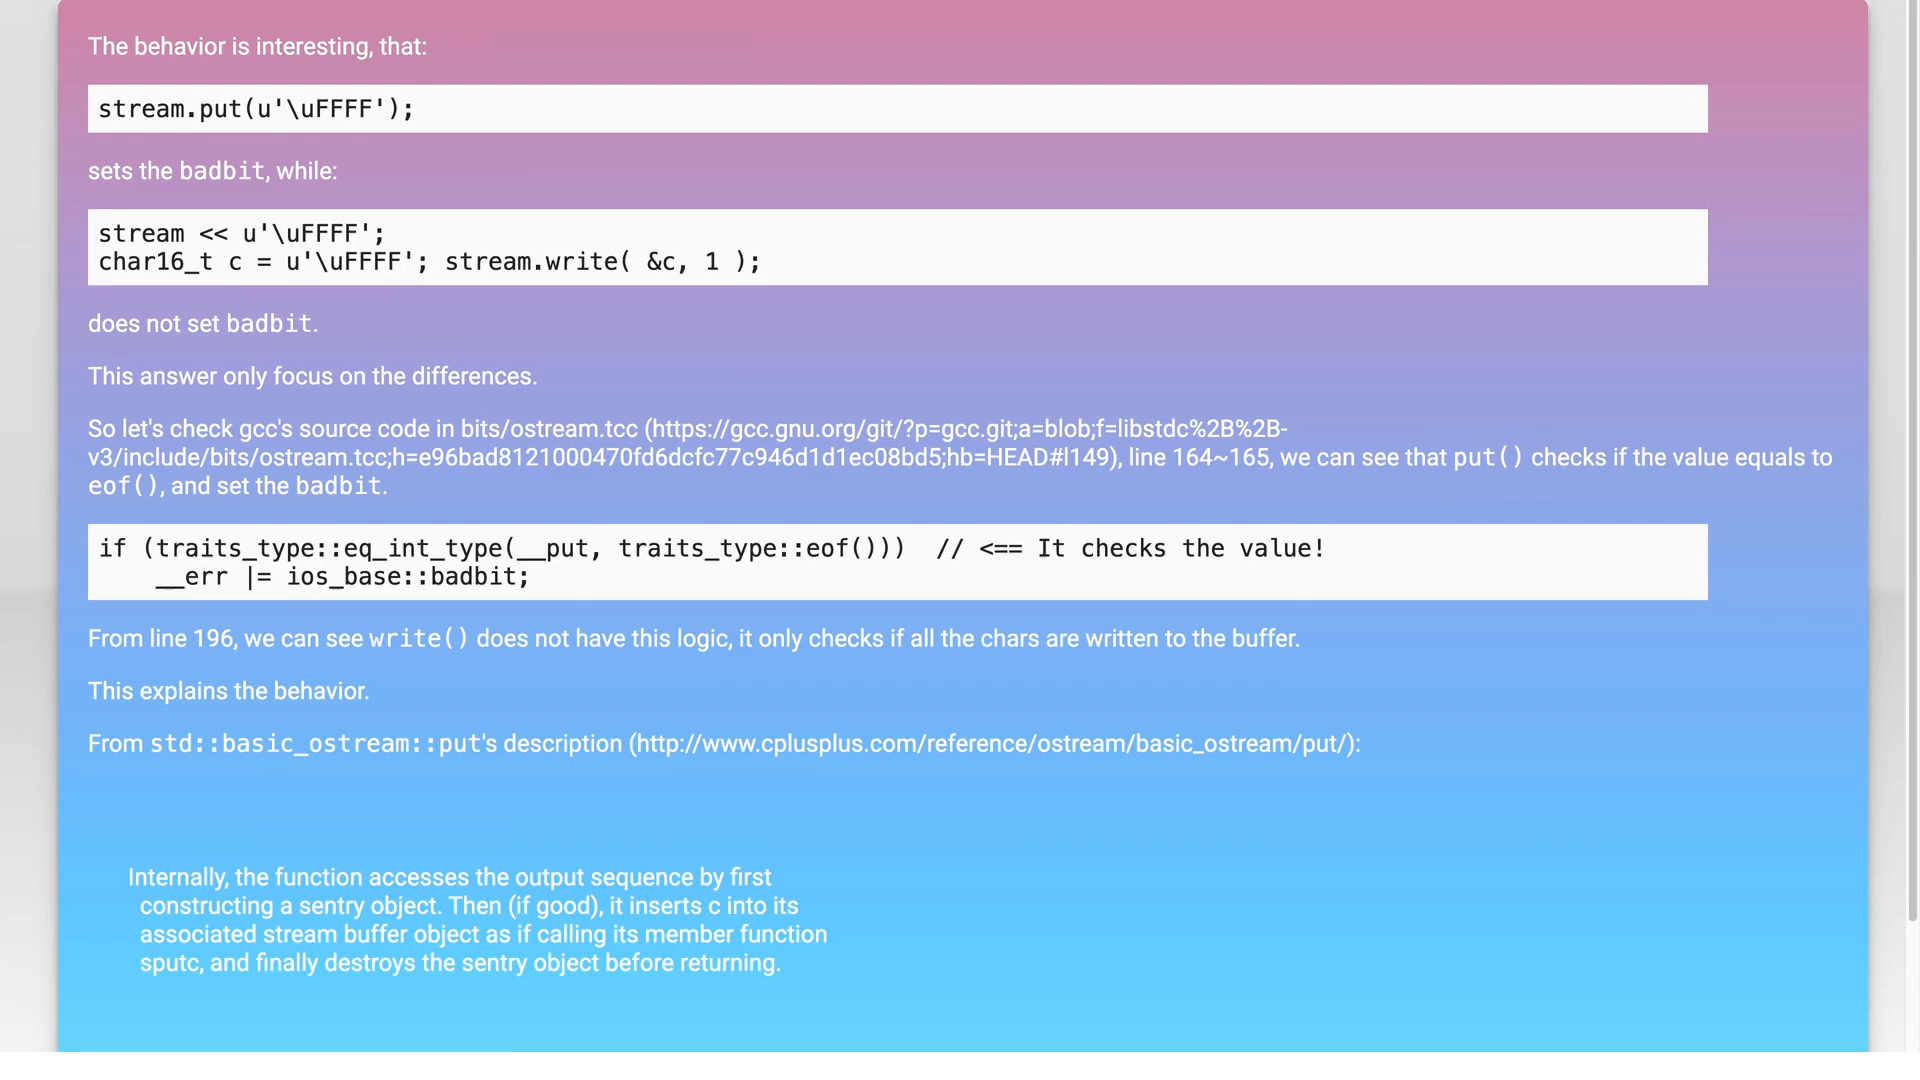 The behavior is interesting, that:
stream.put(u'\uFFFF');
sets the badbit, while:
stream << u'\uFFFF';
char16_t c = u'\uFFFF'; stream.write( &c, 1 );
does not set badbit.
This answer only focus on the differences.
So let's check gcc's source code in bits/ostream.tcc (https://gcc.gnu.org/git/?p=gcc.git;a=blob;f=libstdc%2B%2B-
v3/include/bits/ostream.tcc;h=e96bad8121000470fd6dcfc77c946d1d1ec08bd5;hb=HEAD#l149), line 164~165, we can see that put() checks if the value equals to
eof(), and set the badbit.
if (traits_type::eq_int_type(__put, traits_type::eof()))  // <== It checks the value!
    __err |= ios_base::badbit;
From line 196, we can see write() does not have this logic, it only checks if all the chars are written to the buffer.
This explains the behavior.
From std::basic_ostream::put's description (http://www.cplusplus.com/reference/ostream/basic_ostream/put/):
Internally, the function accesses the output sequence by first
constructing a sentry object. Then (if good), it inserts c into its
associated stream buffer object as if calling its member function
sputc, and finally destroys the sentry object before returning.